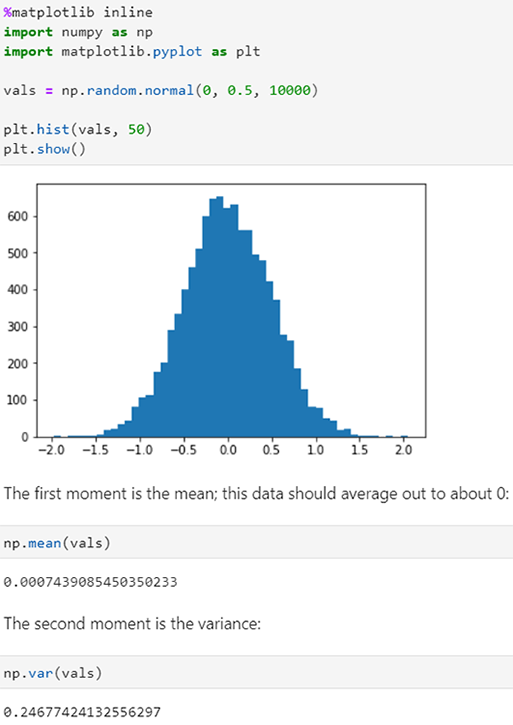 %matplotlib inline
import numpy as np
import matplotlib.pyplot as plt
vals = np.random.normal(0, 0.5, 10000)
plt.hist(vals, 50)
plt.show()
600
500
400
300
200
100
0
−2.0 −1.5 −1.0 −0.5 0.0 0.5 1.0 1.5 2.0
The first moment is the mean; this data should average out to about 0:
np.mean(vals)
0.0007439085450350233
The second moment is the variance:
np.var(vals)
0.24677424132556297